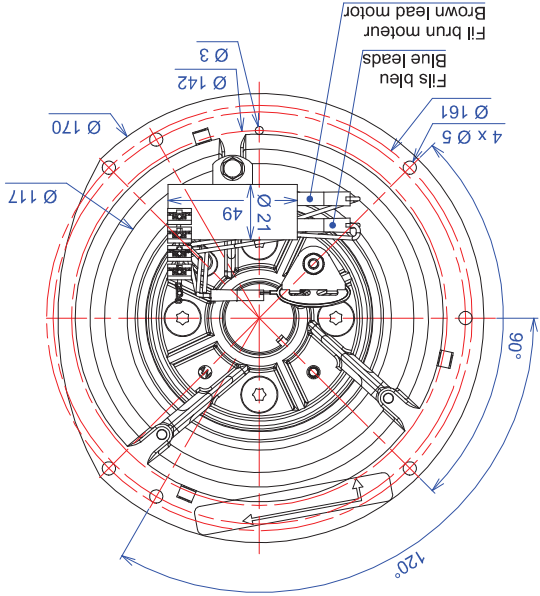 120°
90°
Ø 21
49
Ø 117
4 x Ø 5
Ø 161
Ø 170
Fils bleu
Blue leads
Ø 142
Ø 3
Fil brun moteur
Brown lead motor